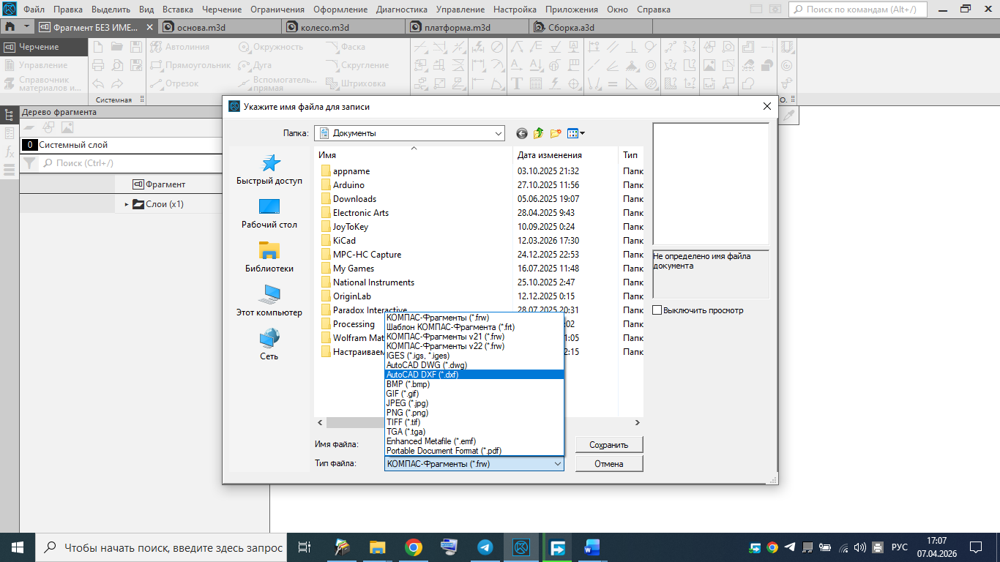 Файл Правка Выделить Вид Вставка Черчение Ограничения Оформление Диагностика Управление Настройка Приложения Окно Справка Поиск по командам (Alt+/)
Фрагмент БЕЗ ИМЕ... основа.m3d колесо.m3d платформа.m3d Сборка.a3d
Черчение
Управление
Справочник
материалов и...
Системная
Автолиния
Прямоугольник
Отрезок
Окружность
Дуга
Вспомогатель...
прямая
Фаска
Скругление
Штриховка
О.
Дерево фрагмента
0 Системный слой
Поиск (Ctrl+/)
Фрагмент
Слои (x1)
Укажите имя файла для записи
Папка: Документы
Быстрый доступ
Рабочий стол
Библиотеки
Этот компьютер
Сеть
Имя Дата изменения Тип
appname 03.10.2025 21:32 Папк
Arduino 27.10.2025 11:56 Папк
Downloads 05.06.2025 19:07 Папк
Electronic Arts 28.04.2025 9:43 Папк
JoyToKey 10.09.2025 0:24 Папк
KiCad 12.03.2026 17:30 Папк
MPC-HC Capture 24.12.2025 22:53 Папк
My Games 16.07.2025 11:48 Папк
National Instruments 25.10.2025 2:47 Папк
OriginLab 12.12.2025 0:15 Папк
Paradox Interactive 28.07.2025 20:31 Папк
Processing :02 Папк
Wolfram Mat 1:05 Папк
Настраивaем 2:15 Папк
КОМПАС-Фрагменты (*.frw)
Шаблон КОМПАС-Фрагмента (*.frt)
КОМПАС-Фрагменты v21 (*.frw)
КОМПАС-Фрагменты v22 (*.frw)
IGES (*.igs, *.iges)
AutoCAD DWG (*.dwg)
AutoCAD DXF (*.dxf)
BMP (*.bmp)
GIF (*.gif)
JPEG (*.jpg)
PNG (*.png)
TIFF (*.tif)
TGA (*.tga)
Enhanced Metafile (*.emf)
Portable Document Format (*.pdf)
Имя файла:
Сохранить
Тип файла: КОМПАС-Фрагменты (*.frw)
Отмена
Не определено имя файла
документа
Выключить просмотр
Чтобы начать поиск, введите здесь запрос
РУС
17:07
07.04.2026